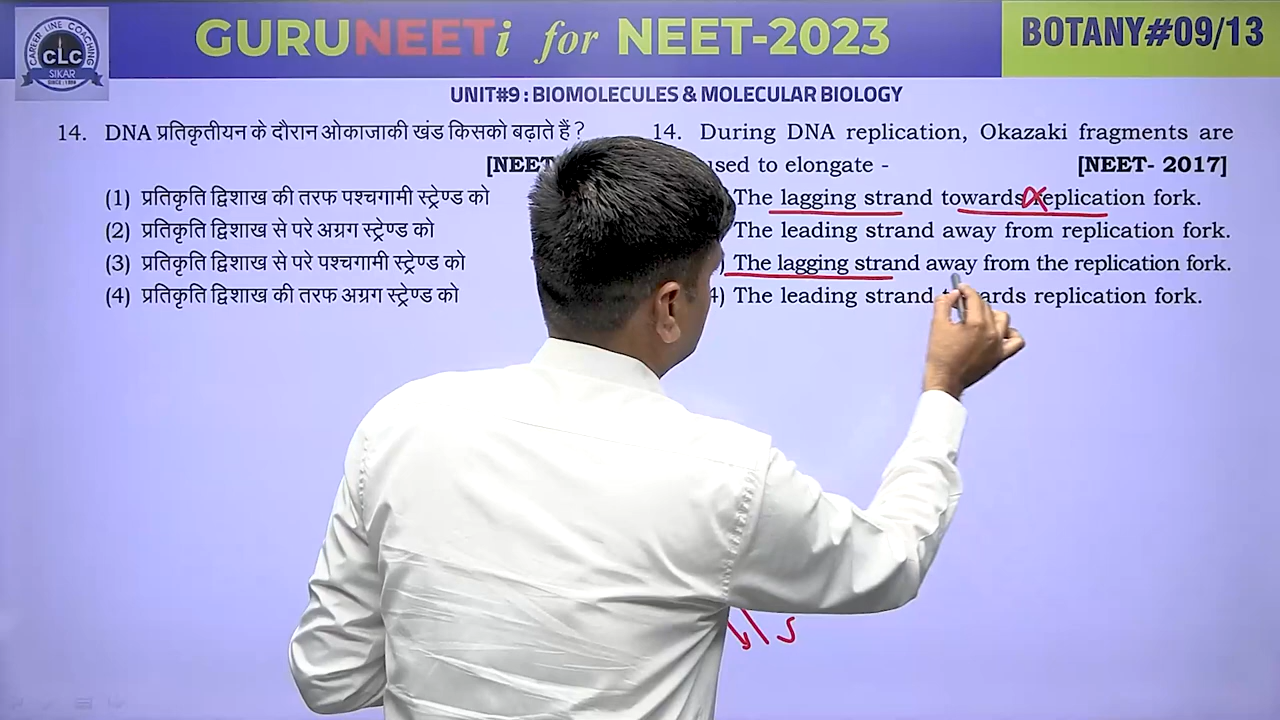 CAREER LINE COACHING
CLC
SIKAR
SINCE : 1996
GURUNEETi for NEET-2023
BOTANY#09/13
UNIT#9 : BIOMOLECULES & MOLECULAR BIOLOGY
14. DNA प्रतिकृतीयन के दौरान ओकाजाकी खंड किसको बढ़ाते हैं ?
[NEET
(1) प्रतिकृति द्विशाख की तरफ पश्चगामी स्ट्रेण्ड को
(2) प्रतिकृति द्विशाख से परे अग्रग स्ट्रेण्ड को
(3) प्रतिकृति द्विशाख से परे पश्चगामी स्ट्रेण्ड को
(4) प्रतिकृति द्विशाख की तरफ अग्रग स्ट्रेण्ड को
14. During DNA replication, Okazaki fragments are
used to elongate - [NEET- 2017]
The lagging strand towards replication fork.
The leading strand away from replication fork.
) The lagging strand away from the replication fork.
4) The leading strand towards replication fork.